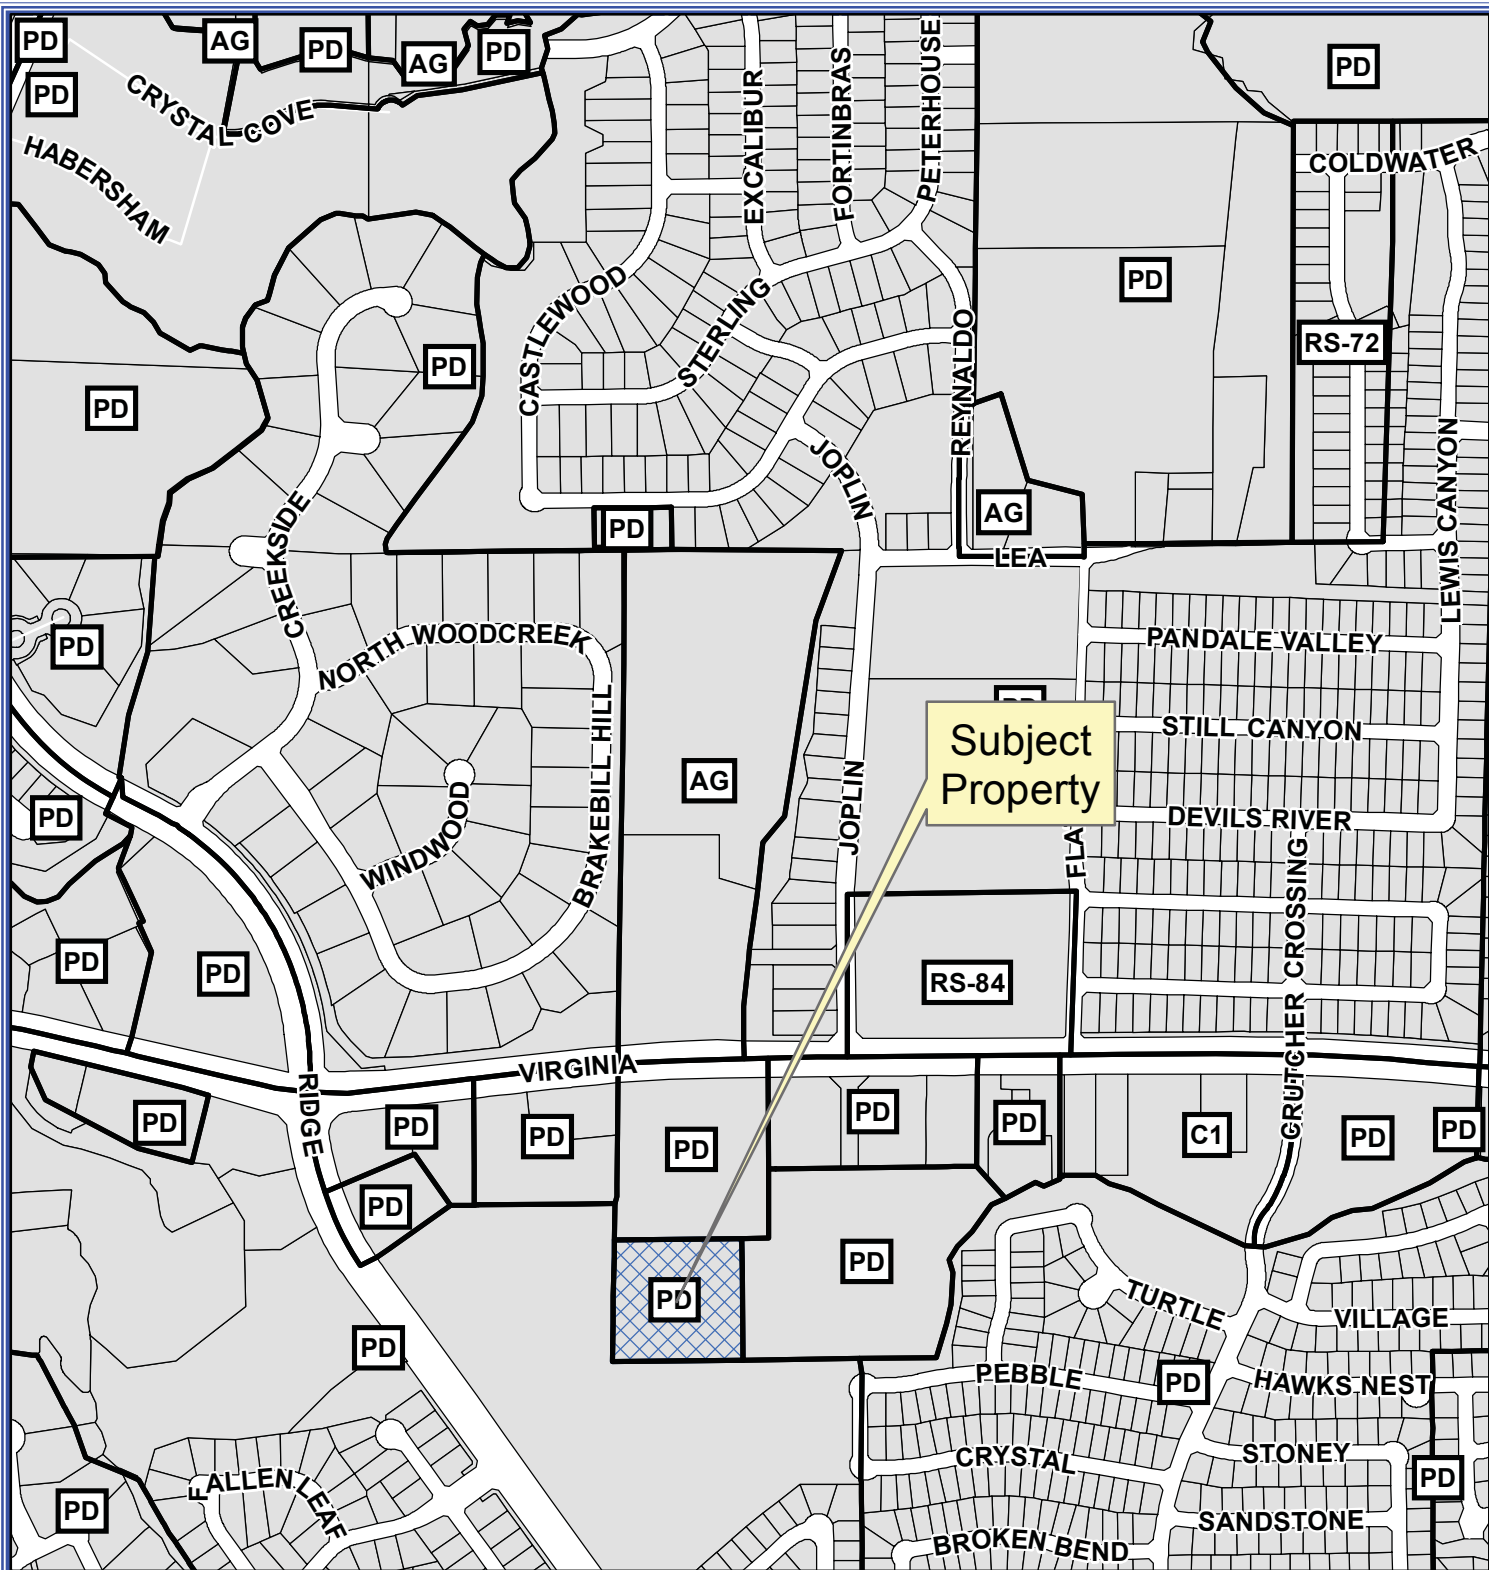 PD
AG
PD
AG
PD
PD
PD
CRYSTAL COVE
HABERSHAM
EXCALIBUR
FORTINBRAS
PETERHOUSE
COLDWATER
PD
RS-72
PD
PD
CASTLEWOOD
STERLING
REYNALDO
JOPLIN
LEWIS CANYON
CREEKSIDE
PD
AG
LEA
PD
NORTH WOODCREEK
PANDALE VALLEY
BRAKEBILL HILL
Subject
Property
STILL CANYON
AG
PD
WINDWOOD
JOPLIN
FLA
DEVILS RIVER
CRUTCHER CROSSING
PD
PD
RS-84
VIRGINIA
RIDGE
PD
PD
PD
PD
PD
PD
C1
PD
PD
PD
PD
PD
PD
TURTLE
VILLAGE
PEBBLE
PD
HAWKS NEST
CRYSTAL
STONEY
PD
FALLEN LEAF
PD
SANDSTONE
BROKEN BEND